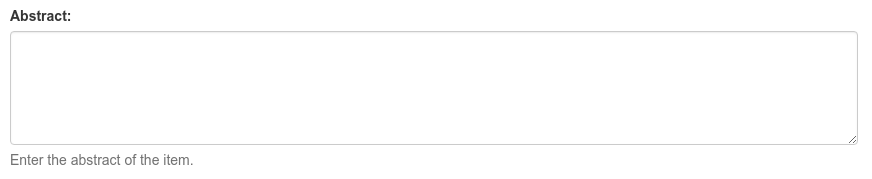 Abstract:
Enter the abstract of the item.